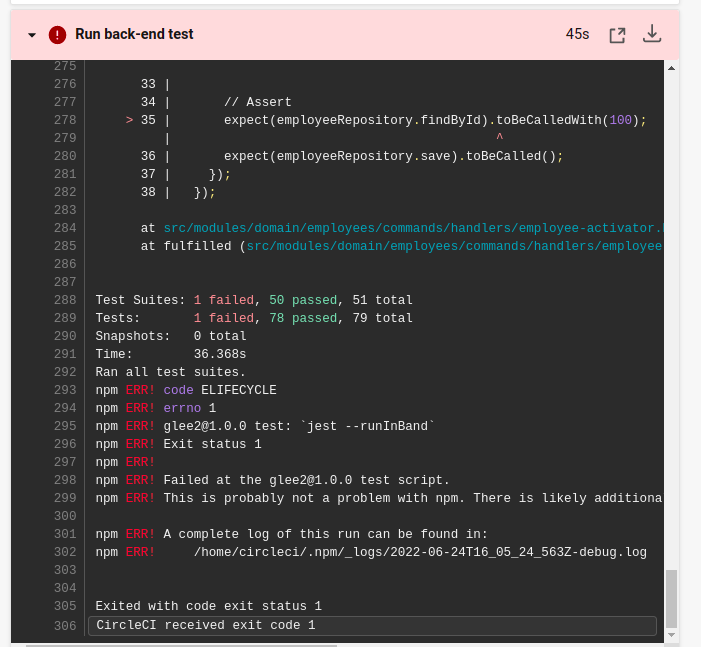 Run back-end test 45s
275
276 33 |
277 34 | // Assert
278 > 35 | expect(employeeRepository.findById).toBeCalledWith(100);
279 | ^
280 36 | expect(employeeRepository.save).toBeCalled();
281 37 | });
282 38 | });
283
284 at src/modules/domain/employees/commands/handlers/employee-activator.
285 at fulfilled (src/modules/domain/employees/commands/handlers/employee
286
287
288 Test Suites: 1 failed, 50 passed, 51 total
289 Tests: 1 failed, 78 passed, 79 total
290 Snapshots: 0 total
291 Time: 36.368s
292 Ran all test suites.
293 npm ERR! code ELIFECYCLE
294 npm ERR! errno 1
295 npm ERR! glee2@1.0.0 test: `jest --runInBand`
296 npm ERR! Exit status 1
297 npm ERR!
298 npm ERR! Failed at the glee2@1.0.0 test script.
299 npm ERR! This is probably not a problem with npm. There is likely additiona
300
301 npm ERR! A complete log of this run can be found in:
302 npm ERR! /home/circleci/.npm/_logs/2022-06-24T16_05_24_563Z-debug.log
303
304
305 Exited with code exit status 1
306 CircleCI received exit code 1